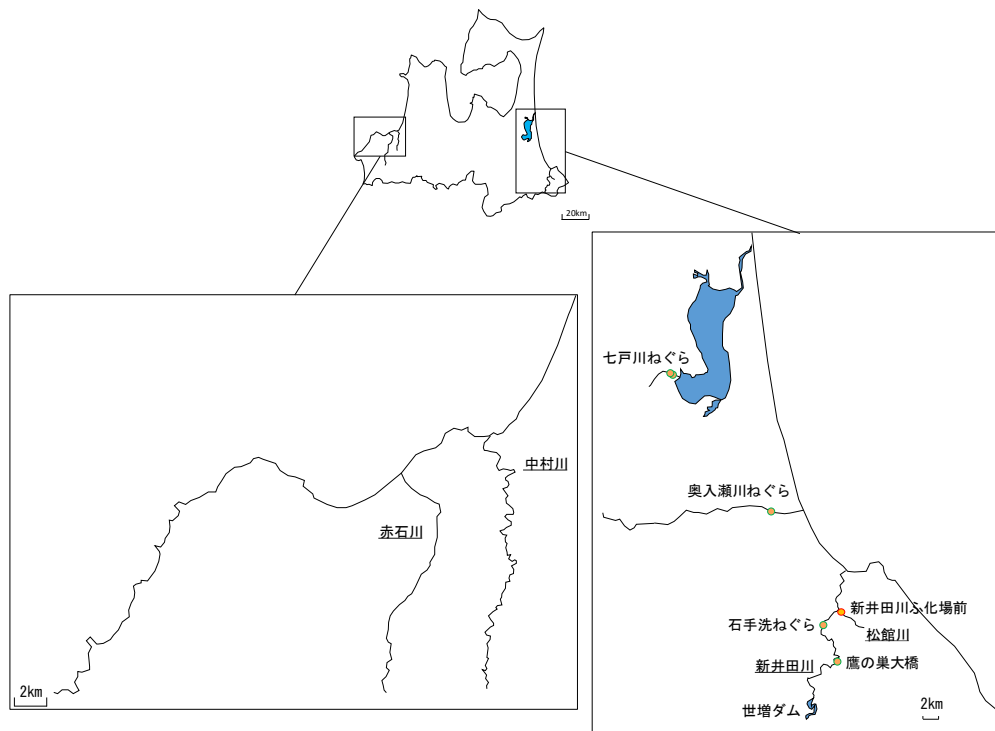 20km
七戸川ねぐら
奥入瀬川ねぐら
中村川
赤石川
新井田川ふ化場前
石手洗ねぐら
松館川
新井田川
鷹の巣大橋
世増ダム
2km
2km